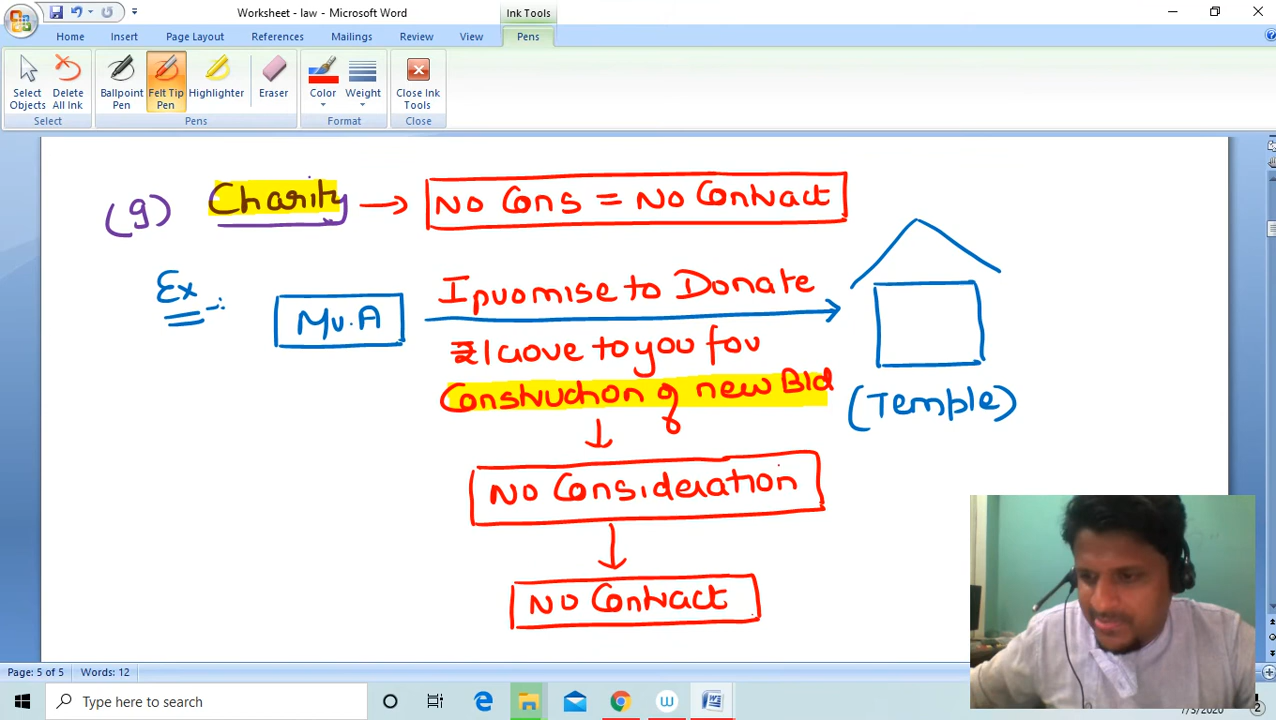 Worksheet - law - Microsoft Word
Ink Tools
Home Insert Page Layout References Mailings Review View Pens
Select Objects
Delete All Ink
Ballpoint Pen
Felt Tip Pen
Highlighter
Eraser
Color
Weight
Close Ink Tools
Select Pens Format Close
(g) Charity → No Cons = No Contract
Ex :-
Mr. A
I promise to Donate
₹1 crore to you for
Construction of new Bld
(Temple)
↓
No Consideration
↓
No Contract
Page: 5 of 5 Words: 12
Type here to search
W
2